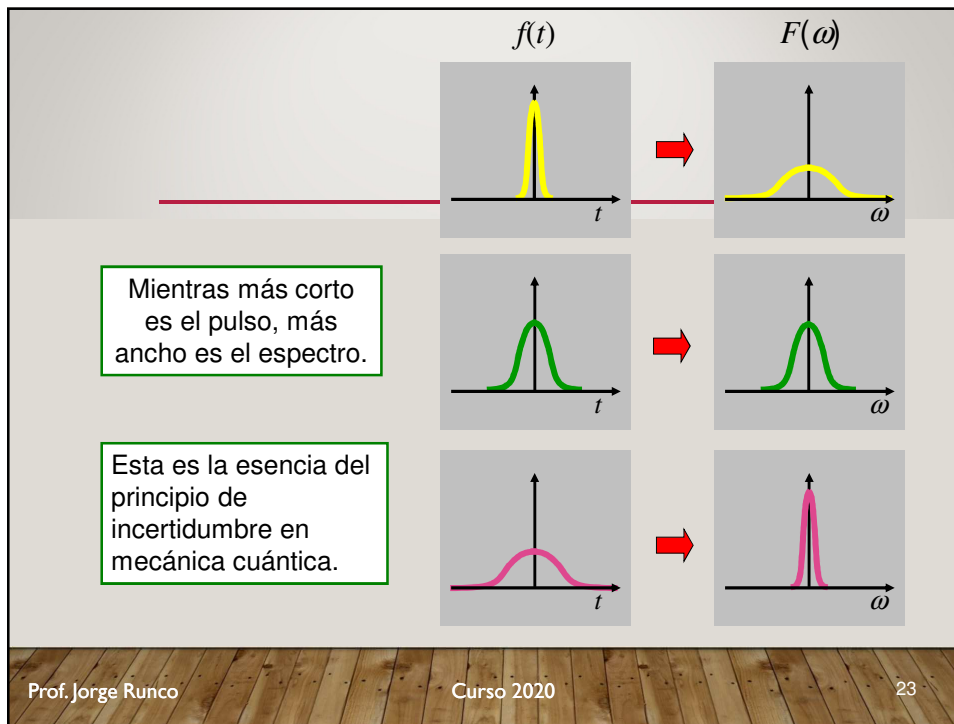 f(t)
F(ω)
t
ω
Mientras más corto
es el pulso, más
ancho es el espectro.
t
ω
Esta es la esencia del
principio de
incertidumbre en
mecánica cuántica.
t
ω
Prof. Jorge Runco
Curso 2020
23